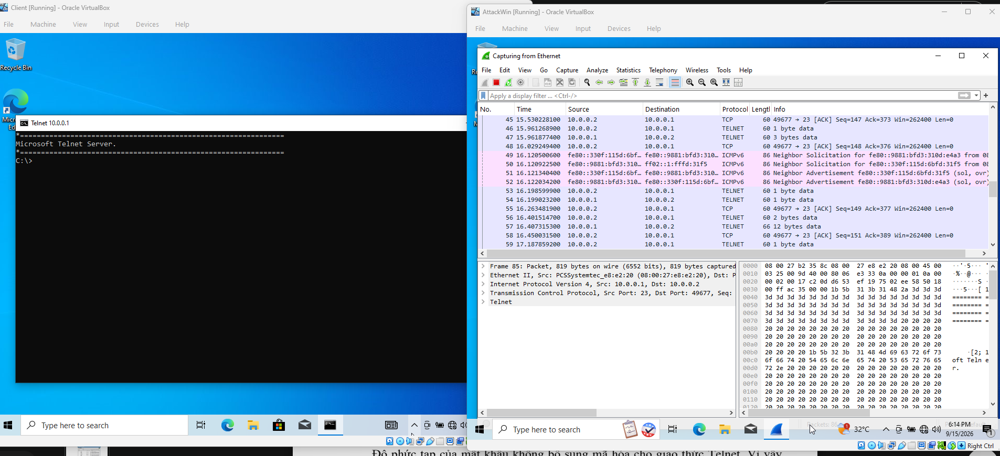 Client [Running] - Oracle VirtualBox
File Machine View Input Devices Help
Recycle Bin
Telnet 10.0.0.1
*===============================================================
Microsoft Telnet Server.
*===============================================================
C:\>
Type here to search
AttackWin [Running] - Oracle VirtualBox
File Machine View Input Devices Help
Capturing from Ethernet
File Edit View Go Capture Analyze Statistics Telephony Wireless Tools Help
Apply a display filter ... <Ctrl-/>
No. Time Source Destination Protocol Lengtl Info
45 15.530228100 10.0.0.2 10.0.0.1 TCP 60 49677 → 23 [ACK] Seq=147 Ack=373 Win=262400 Len=0
46 15.961268900 10.0.0.2 10.0.0.1 TELNET 60 1 byte data
47 15.961877400 10.0.0.1 10.0.0.2 TELNET 60 3 bytes data
48 16.029249400 10.0.0.2 10.0.0.1 TCP 60 49677 → 23 [ACK] Seq=148 Ack=376 Win=262400 Len=0
49 16.120500600 fe80::330f:115d:6bf… fe80::9881:bfd3:310… ICMPv6 86 Neighbor Solicitation for fe80::9881:bfd3:310d:e4a3 from 08
50 16.120922500 fe80::9881:bfd3:310… ff02::1:fffd:31f5 ICMPv6 86 Neighbor Solicitation for fe80::330f:115d:6bfd:31f5 from 08
51 16.121340400 fe80::330f:115d:6bf… fe80::9881:bfd3:310… ICMPv6 86 Neighbor Advertisement fe80::330f:115d:6bfd:31f5 (sol, ovr)
52 16.122034200 fe80::9881:bfd3:310… fe80::330f:115d:6bf… ICMPv6 86 Neighbor Advertisement fe80::9881:bfd3:310d:e4a3 (sol, ovr)
53 16.198599900 10.0.0.2 10.0.0.1 TELNET 60 1 byte data
54 16.199023200 10.0.0.1 10.0.0.2 TELNET 60 1 byte data
55 16.263481900 10.0.0.2 10.0.0.1 TCP 60 49677 → 23 [ACK] Seq=149 Ack=377 Win=262400 Len=0
56 16.401514700 10.0.0.2 10.0.0.1 TELNET 60 2 bytes data
57 16.407315300 10.0.0.1 10.0.0.2 TELNET 66 12 bytes data
58 16.450031500 10.0.0.2 10.0.0.1 TCP 60 49677 → 23 [ACK] Seq=151 Ack=389 Win=262400 Len=0
59 17.187859200 10.0.0.2 10.0.0.1 TELNET 60 1 byte data
Frame 85: Packet, 819 bytes on wire (6552 bits), 819 bytes captured
Ethernet II, Src: PCSSystemtec_e8:e2:20 (08:00:27:e8:e2:20), Dst: P
Internet Protocol Version 4, Src: 10.0.0.1, Dst: 10.0.0.2
Transmission Control Protocol, Src Port: 23, Dst Port: 49677, Seq:
Telnet
0000 08 00 27 b2 35 8c 08 00 27 e8 e2 20 08 00 45 00 ··'·5··· '
0010 03 25 00 9d 40 00 80 06 e3 33 0a 00 00 01 0a 00 ·%··@···
0020 00 02 00 17 c2 0d d6 53 ef 19 75 02 ee 58 50 18 ·······S
0030 00 ff ac 35 00 00 1b 5b 31 3b 31 48 2a 3d 3d 3d ···5···[ 1
0040 3d 3d 3d 3d 3d 3d 3d 3d 3d 3d 3d 3d 3d 3d 3d 3d ======== =
0050 3d 3d 3d 3d 3d 3d 3d 3d 3d 3d 3d 3d 3d 3d 3d 3d ======== =
0060 3d 3d 3d 3d 3d 3d 3d 3d 3d 3d 3d 3d 3d 3d 3d 3d ======== =
0070 3d 3d 3d 3d 3d 3d 3d 3d 3d 3d 3d 3d 20 20 20 20 ======== =
0080 20 20 20 20 20 20 20 20 20 20 20 20 20 20 20 20
0090 20 20 20 20 20 20 20 20 20 20 20 20 20 20 20 20
00a0 20 20 20 20 20 20 20 20 20 20 20 20 20 20 20 20
00b0 20 20 20 20 1b 5b 32 3b 31 48 4d 69 63 72 6f 73 ·[2; 1
00c0 6f 66 74 20 54 65 6c 6e 65 74 20 53 65 72 76 65 oft Teln e
00d0 72 2e 20 20 20 20 20 20 20 20 20 20 20 20 20 20 r.
00e0 20 20 20 20 20 20 20 20 20 20 20 20 20 20 20 20
00f0 20 20 20 20 20 20 20 20 20 20 20 20 20 20 20 20
0100 20 20 20 20 20 20 20 20 20 20 20 20 20 20 20 20
0110 20 20 20 20 20 20 20 20 20 20 20 20 20 20 20 20
0120 20 20 20 20 20 20 20 20 20 20 20 20 20 20 20 20
Type here to search
32°C
6:14 PM
9/15/2026
Right Ctrl
Độ phức tạp của mật khẩu không bổ sung mã hóa cho giao thức Telnet. Vì vậy